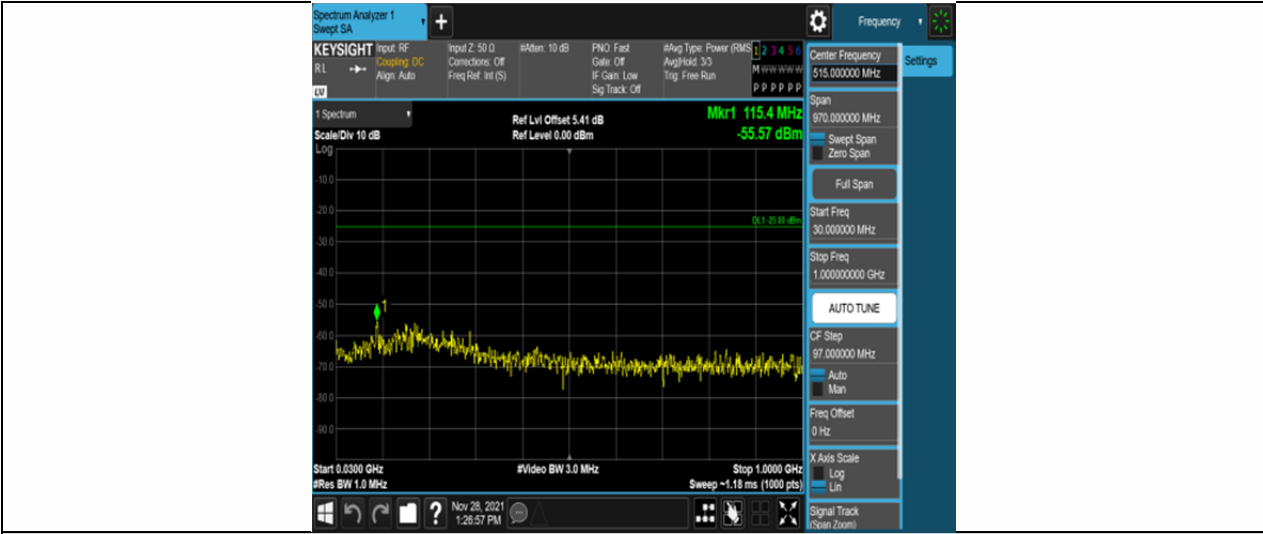 Spectrum Analyzer 1
Swept SA
Frequency
KEYSIGHT
RL
LV
Input: RF
Coupling: DC
Align: Auto
Input Z: 50 Ω
Corrections: Off
Freq Ref: Int (S)
#Atten: 10 dB
PNO: Fast
Gate: Off
IF Gain: Low
Sig Track: Off
#Avg Type: Power (RMS
Avg|Hold: 3/3
Trig: Free Run
1 2 3 4 5 6
M W W W W W
P P P P P P
1 Spectrum
Scale/Div 10 dB
Ref Lvl Offset 5.41 dB
Ref Level 0.00 dBm
Mkr1 115.4 MHz
-55.57 dBm
Log
-10.0
-20.0
DL1 -25.00 dBm
-30.0
-40.0
-50.0
1
-60.0
-70.0
-80.0
-90.0
Start 0.0300 GHz
#Res BW 1.0 MHz
#Video BW 3.0 MHz
Stop 1.0000 GHz
Sweep ~1.18 ms (1000 pts)
Nov 28, 2021
1:26:57 PM
Center Frequency
515.000000 MHz
Settings
Span
970.000000 MHz
Swept Span
Zero Span
Full Span
Start Freq
30.000000 MHz
Stop Freq
1.000000000 GHz
AUTO TUNE
CF Step
97.000000 MHz
Auto
Man
Freq Offset
0 Hz
X Axis Scale
Log
Lin
Signal Track
(Span Zoom)